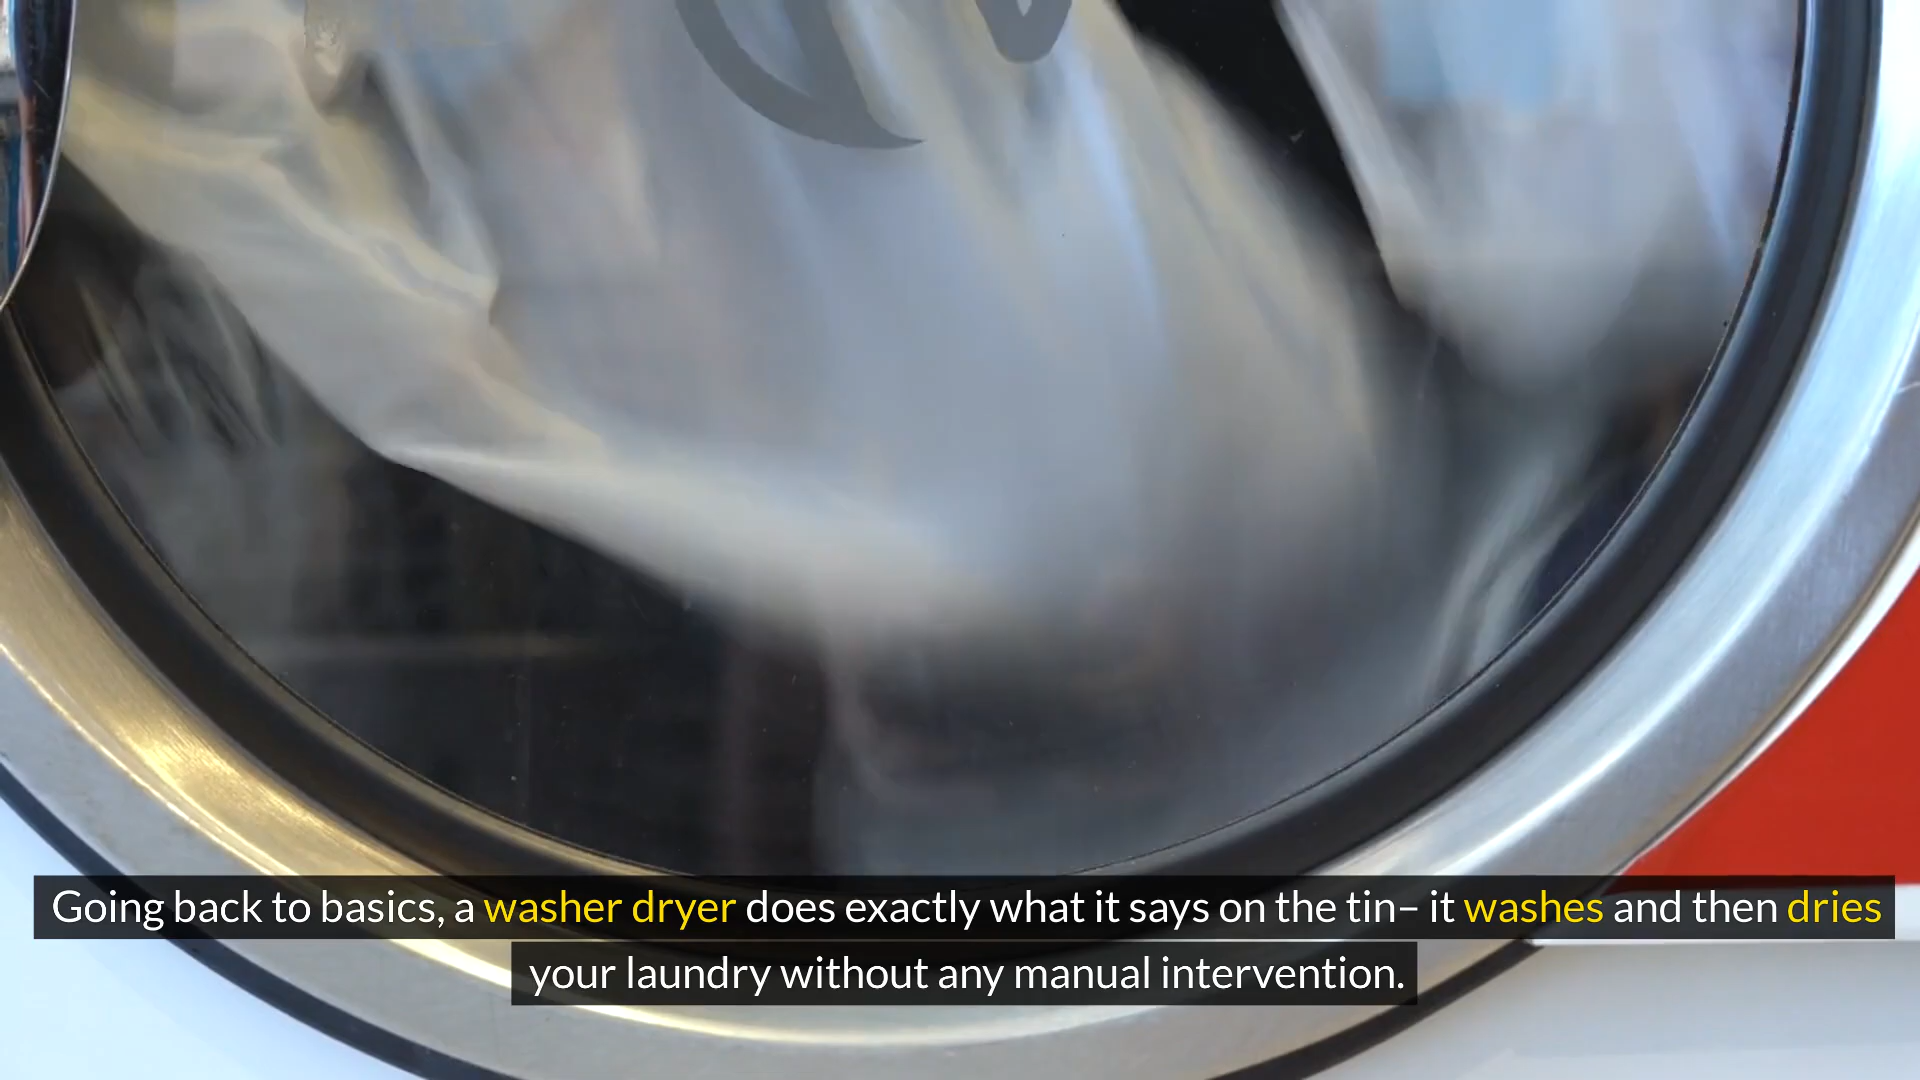 Going back to basics, a washer dryer does exactly what it says on the tin– it washes and then dries
your laundry without any manual intervention.